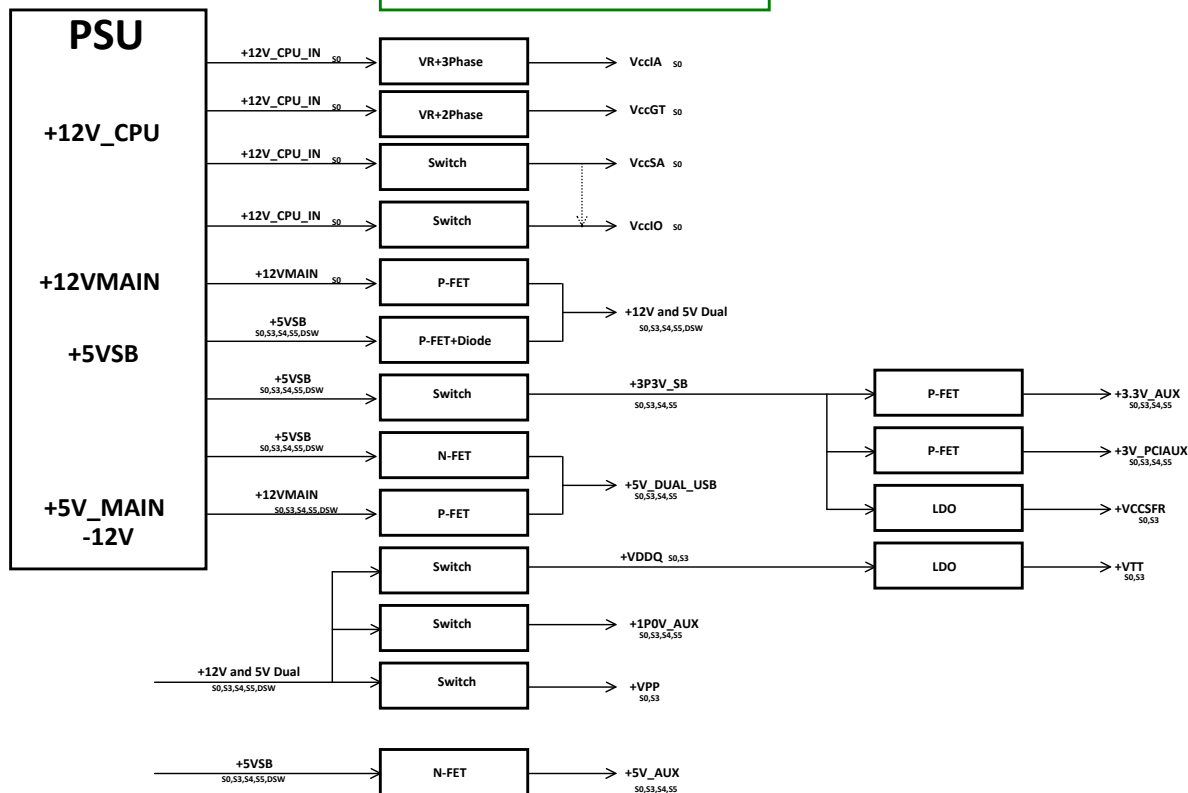 PSU
+12V_CPU_IN S0
VR+3Phase
VccIA S0
+12V_CPU_IN S0
VR+2Phase
VccGT S0
+12V_CPU
+12V_CPU_IN S0
Switch
VccSA S0
+12V_CPU_IN S0
Switch
VccIO S0
+12VMAIN
+12VMAIN S0
P-FET
+12V and 5V Dual
S0,S3,S4,S5,DSW
+5VSB
S0,S3,S4,S5,DSW
P-FET+Diode
+5VSB
+5VSB
S0,S3,S4,S5,DSW
Switch
+3P3V_SB
S0,S3,S4,S5
P-FET
+3.3V_AUX
S0,S3,S4,S5
+5VSB
S0,S3,S4,S5,DSW
N-FET
P-FET
+3V_PCIAUX
S0,S3,S4,S5
+5V_DUAL_USB
S0,S3,S4,S5
+5V_MAIN
-12V
+12VMAIN
S0,S3,S4,S5,DSW
P-FET
LDO
+VCCSFR
S0,S3
Switch
+VDDQ S0,S3
LDO
+VTT
S0,S3
Switch
+1P0V_AUX
S0,S3,S4,S5
+12V and 5V Dual
S0,S3,S4,S5,DSW
Switch
+VPP
S0,S3
+5VSB
S0,S3,S4,S5,DSW
N-FET
+5V_AUX
S0,S3,S4,S5